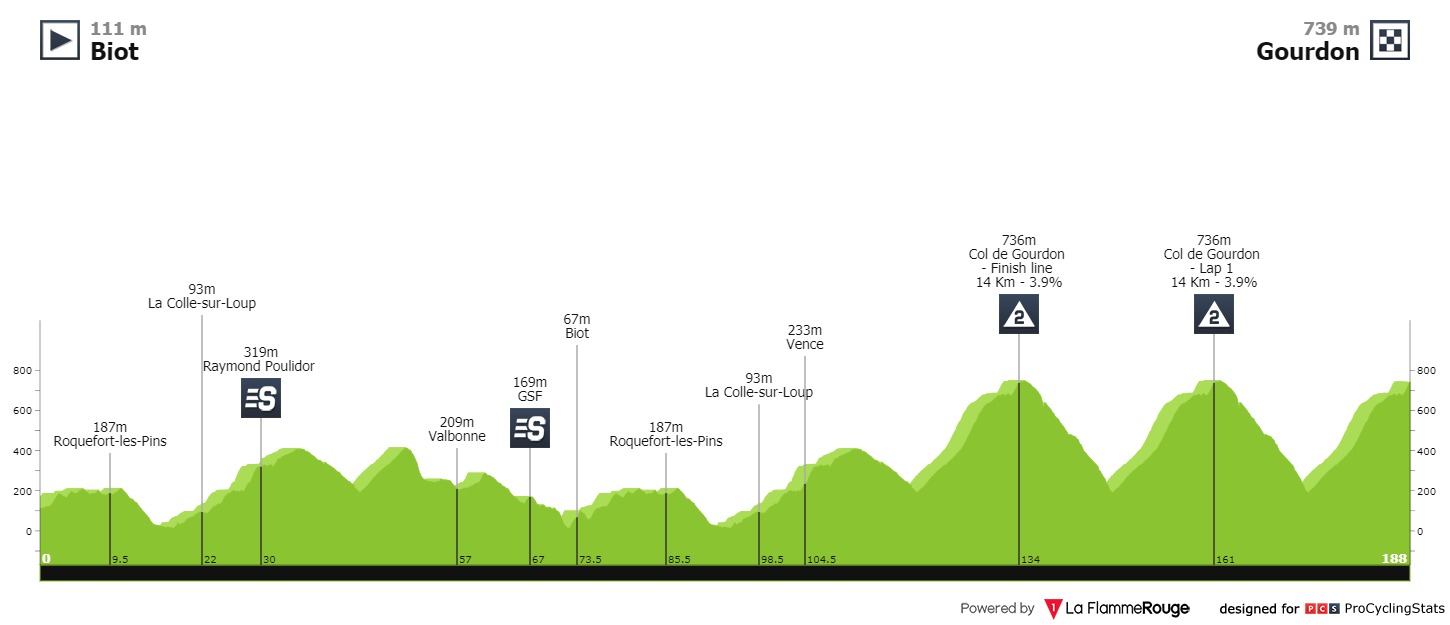 111 m
Biot
739 m
Gourdon
736m
Col de Gourdon
- Finish line
14 Km - 3.9%
2
736m
Col de Gourdon
- Lap 1
14 Km - 3.9%
2
93m
La Colle-sur-Loup
319m
Raymond Poulidor
S
67m
Biot
233m
Vence
169m
GSF
S
93m
La Colle-sur-Loup
187m
Roquefort-les-Pins
209m
Valbonne
187m
Roquefort-les-Pins
800
600
400
200
0
800
600
400
200
0
0 9.5 22 30 57 67 73.5 85.5 98.5 104.5 134 161 188
Powered by 1 La FlammeRouge designed for PCS ProCyclingStats